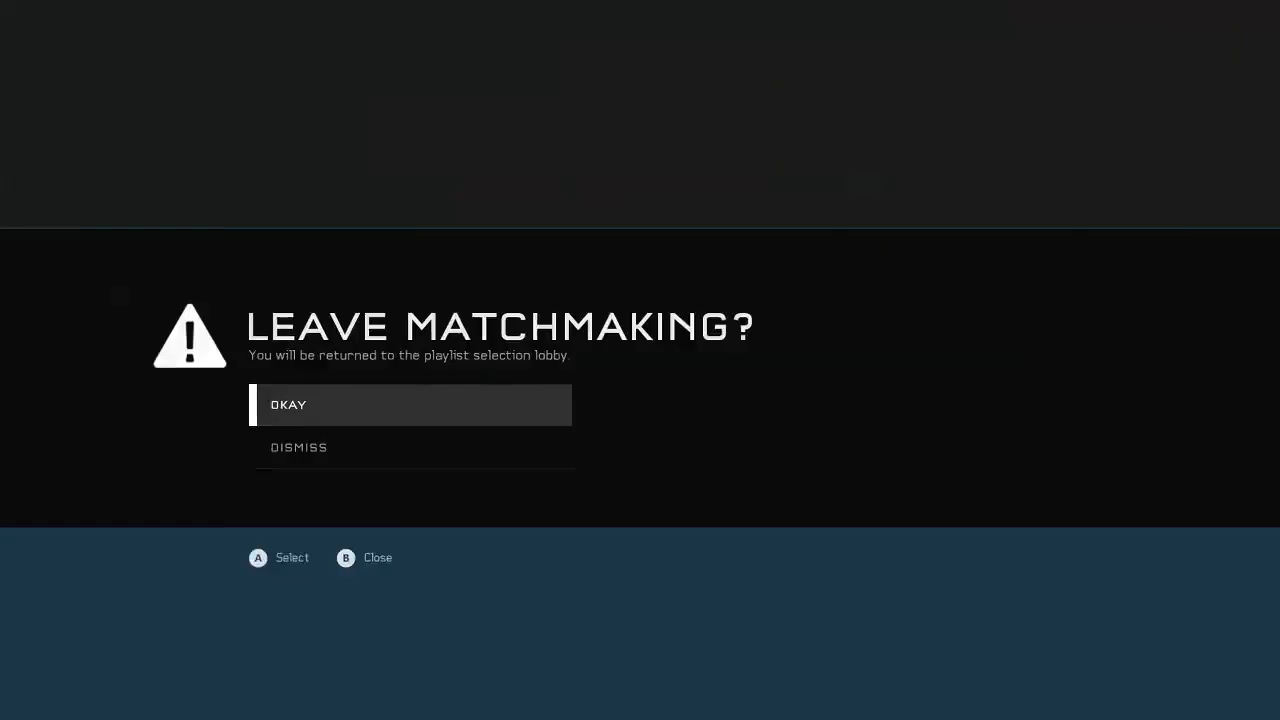 LEAVE MATCHMAKING?
You will be returned to the playlist selection lobby.
OKAY
DISMISS
A Select B Close